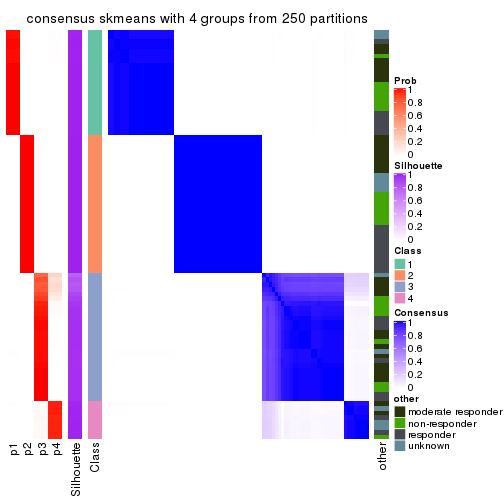 consensus skmeans with 4 groups from 250 partitions
Prob
1
0.8
0.6
0.4
0.2
0
Silhouette
1
0.8
0.6
0.4
0.2
0
Class
1
2
3
4
Consensus
1
0.8
0.6
0.4
0.2
0
other
moderate responder
non-responder
responder
unknown
p1
p2
p3
p4
Silhouette
Class
other